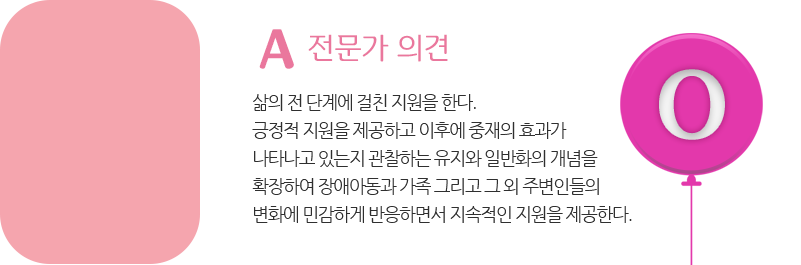 A 전문가 의견
삶의 전 단계에 걸친 지원을 한다.
긍정적 지원을 제공하고 이후에 중재의 효과가
나타나고 있는지 관찰하는 유지와 일반화의 개념을
확장하여 장애아동과 가족 그리고 그 외 주변인들의
변화에 민감하게 반응하면서 지속적인 지원을 제공한다.
O